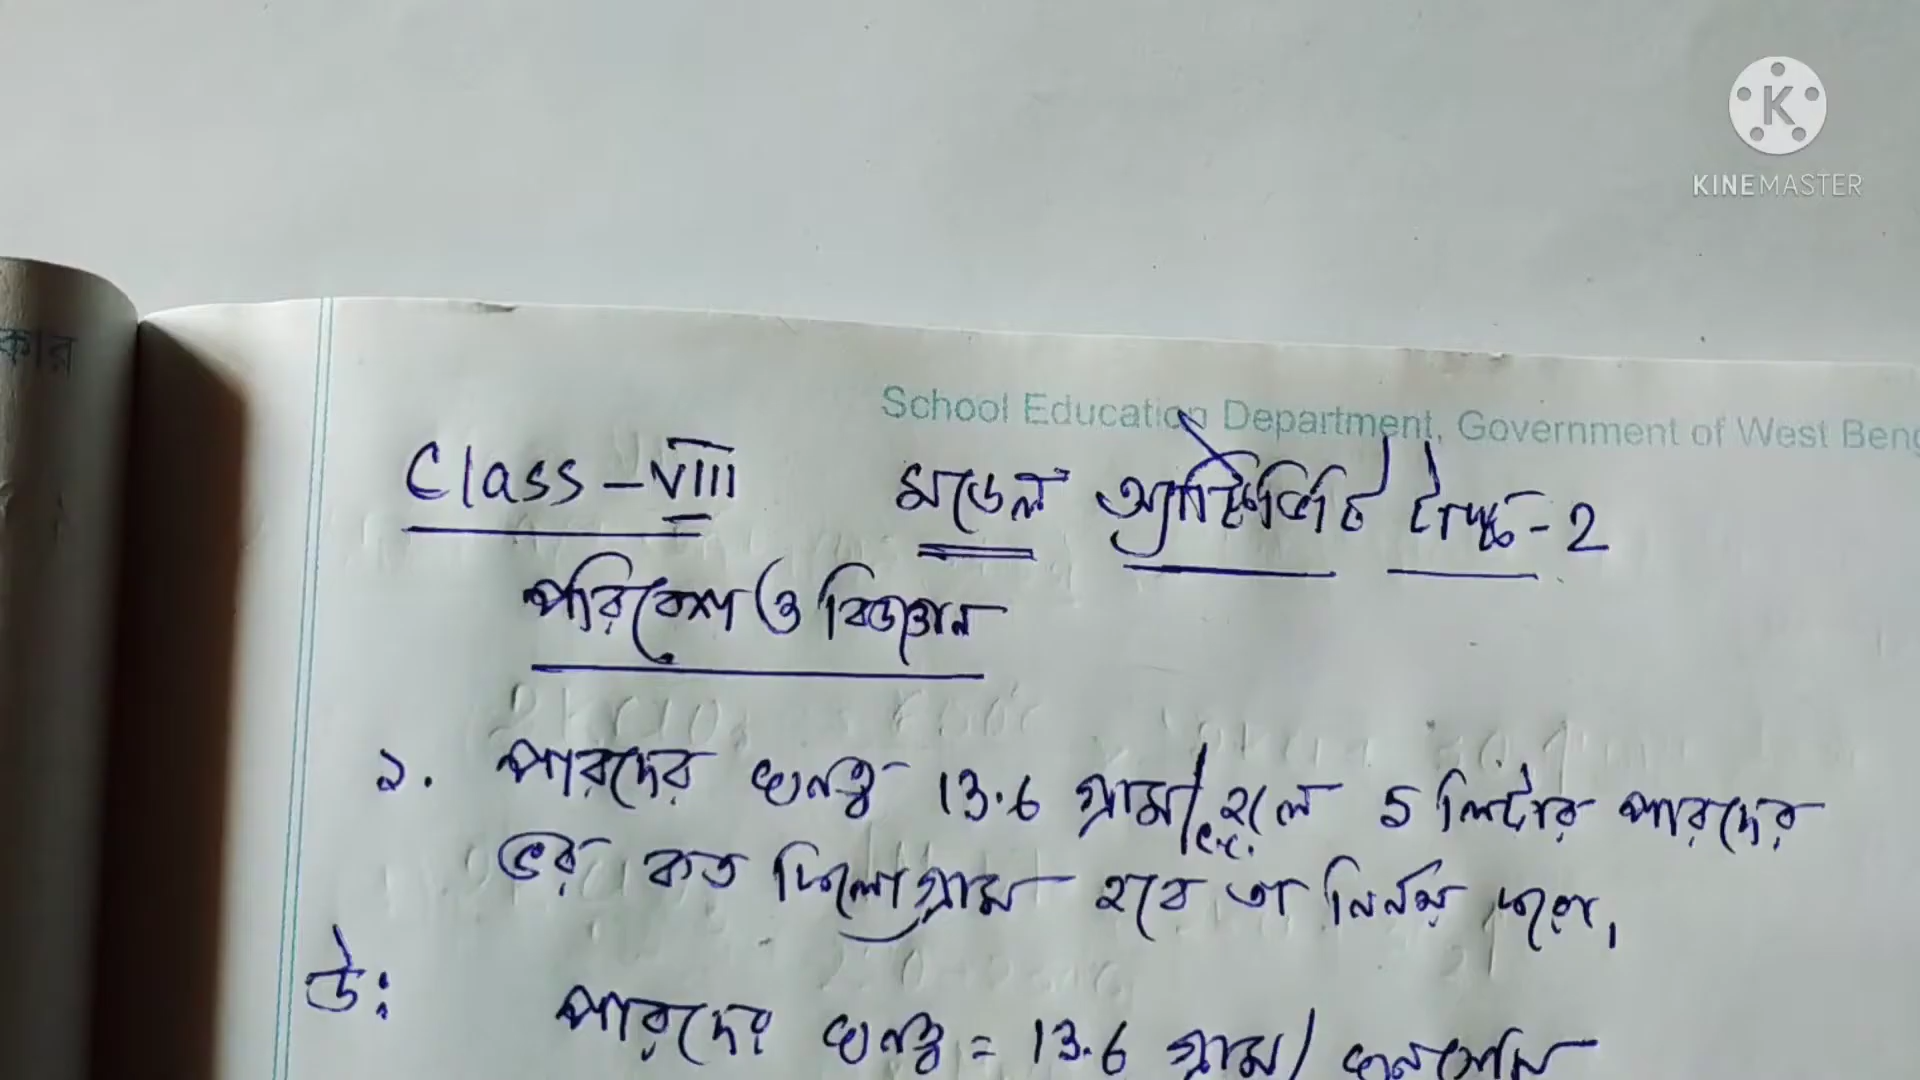 KINEMASTER
কার
School Education Department, Government of West Beng
Class - VIII মডেল অ্যাক্টিভিটি টাস্ক - 2
পরিবেশ ও বিজ্ঞান
১. পারদের ঘনত্ব 13.6 গ্রাম/c.c. হলে 5 লিটার পারদের
ভর কত কিলোগ্রাম হবে তা নির্নয় করো।
উঃ পারদের ঘনত্ব = 13.6 গ্রাম/ ঘনসেমি